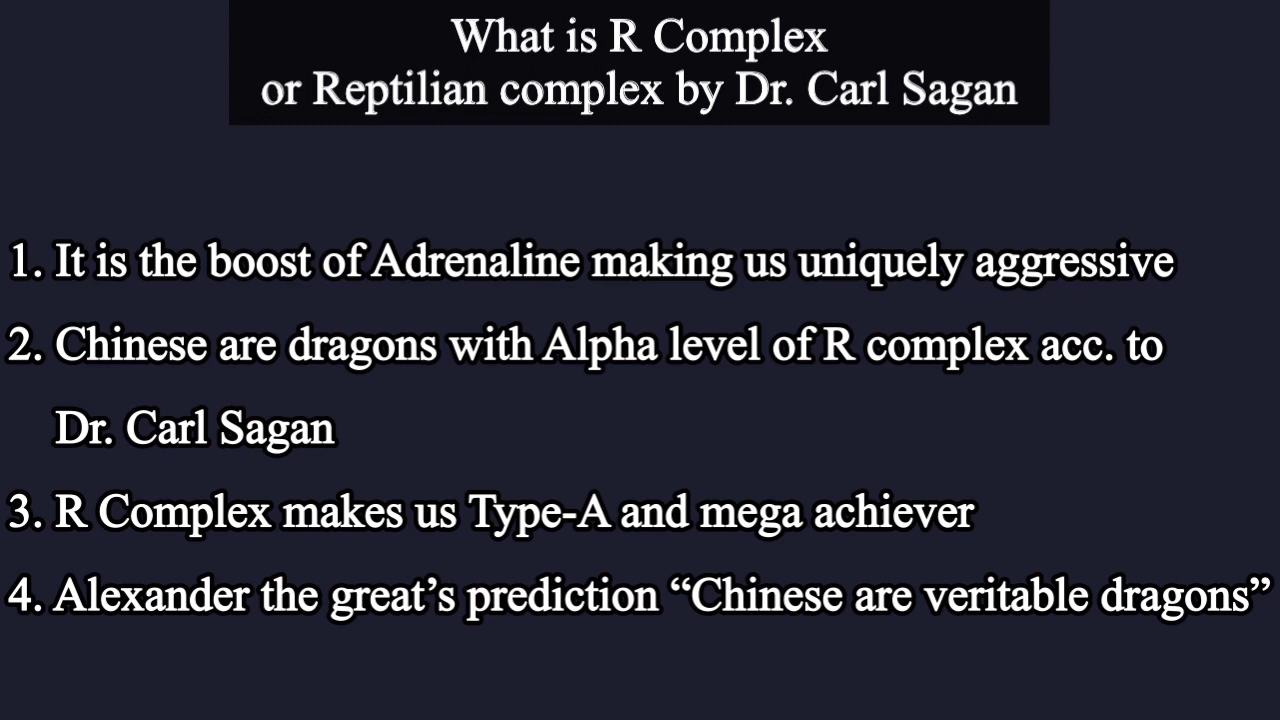 What is R Complex
or Reptilian complex by Dr. Carl Sagan
1. It is the boost of Adrenaline making us uniquely aggressive
2. Chinese are dragons with Alpha level of R complex acc. to
Dr. Carl Sagan
3. R Complex makes us Type-A and mega achiever
4. Alexander the great’s prediction “Chinese are veritable dragons”